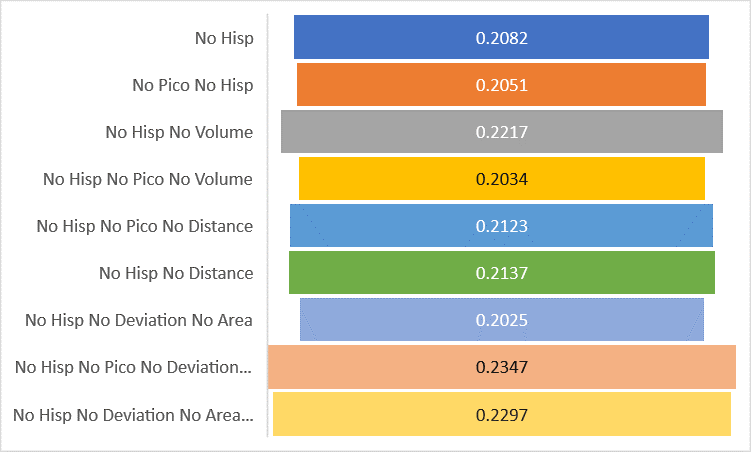 No Hisp 0.2082
No Pico No Hisp 0.2051
No Hisp No Volume 0.2217
No Hisp No Pico No Volume 0.2034
No Hisp No Pico No Distance 0.2123
No Hisp No Distance 0.2137
No Hisp No Deviation No Area 0.2025
No Hisp No Pico No Deviation... 0.2347
No Hisp No Deviation No Area... 0.2297